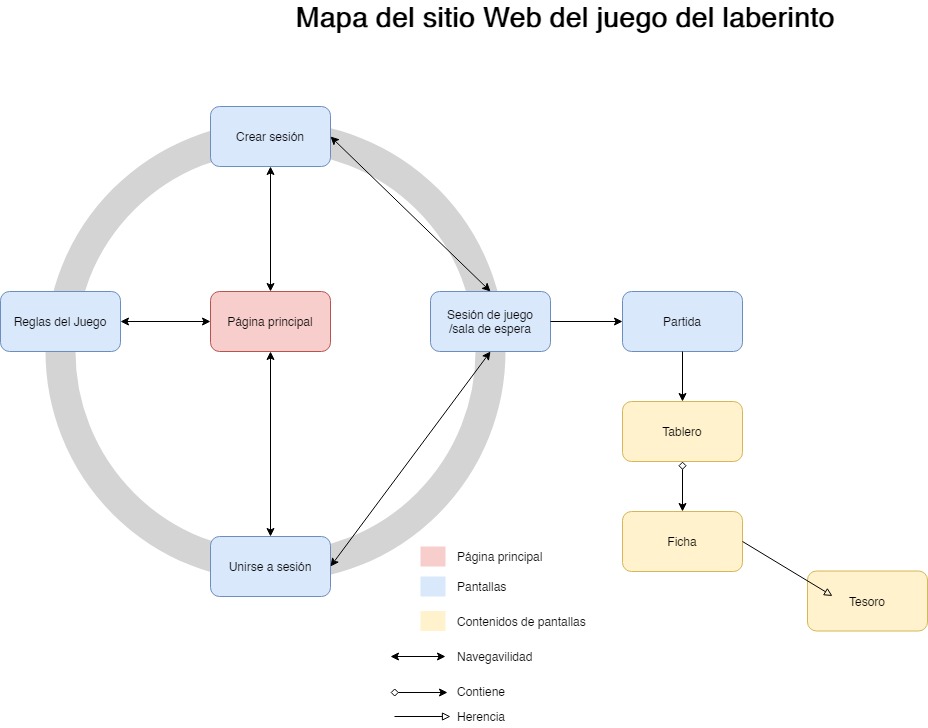 Mapa del sitio Web del juego del laberinto
Crear sesión
Reglas del Juego
Página principal
Sesión de juego
/sala de espera
Partida
Tablero
Ficha
Tesoro
Unirse a sesión
Página principal
Pantallas
Contenidos de pantallas
Navegavilidad
Contiene
Herencia